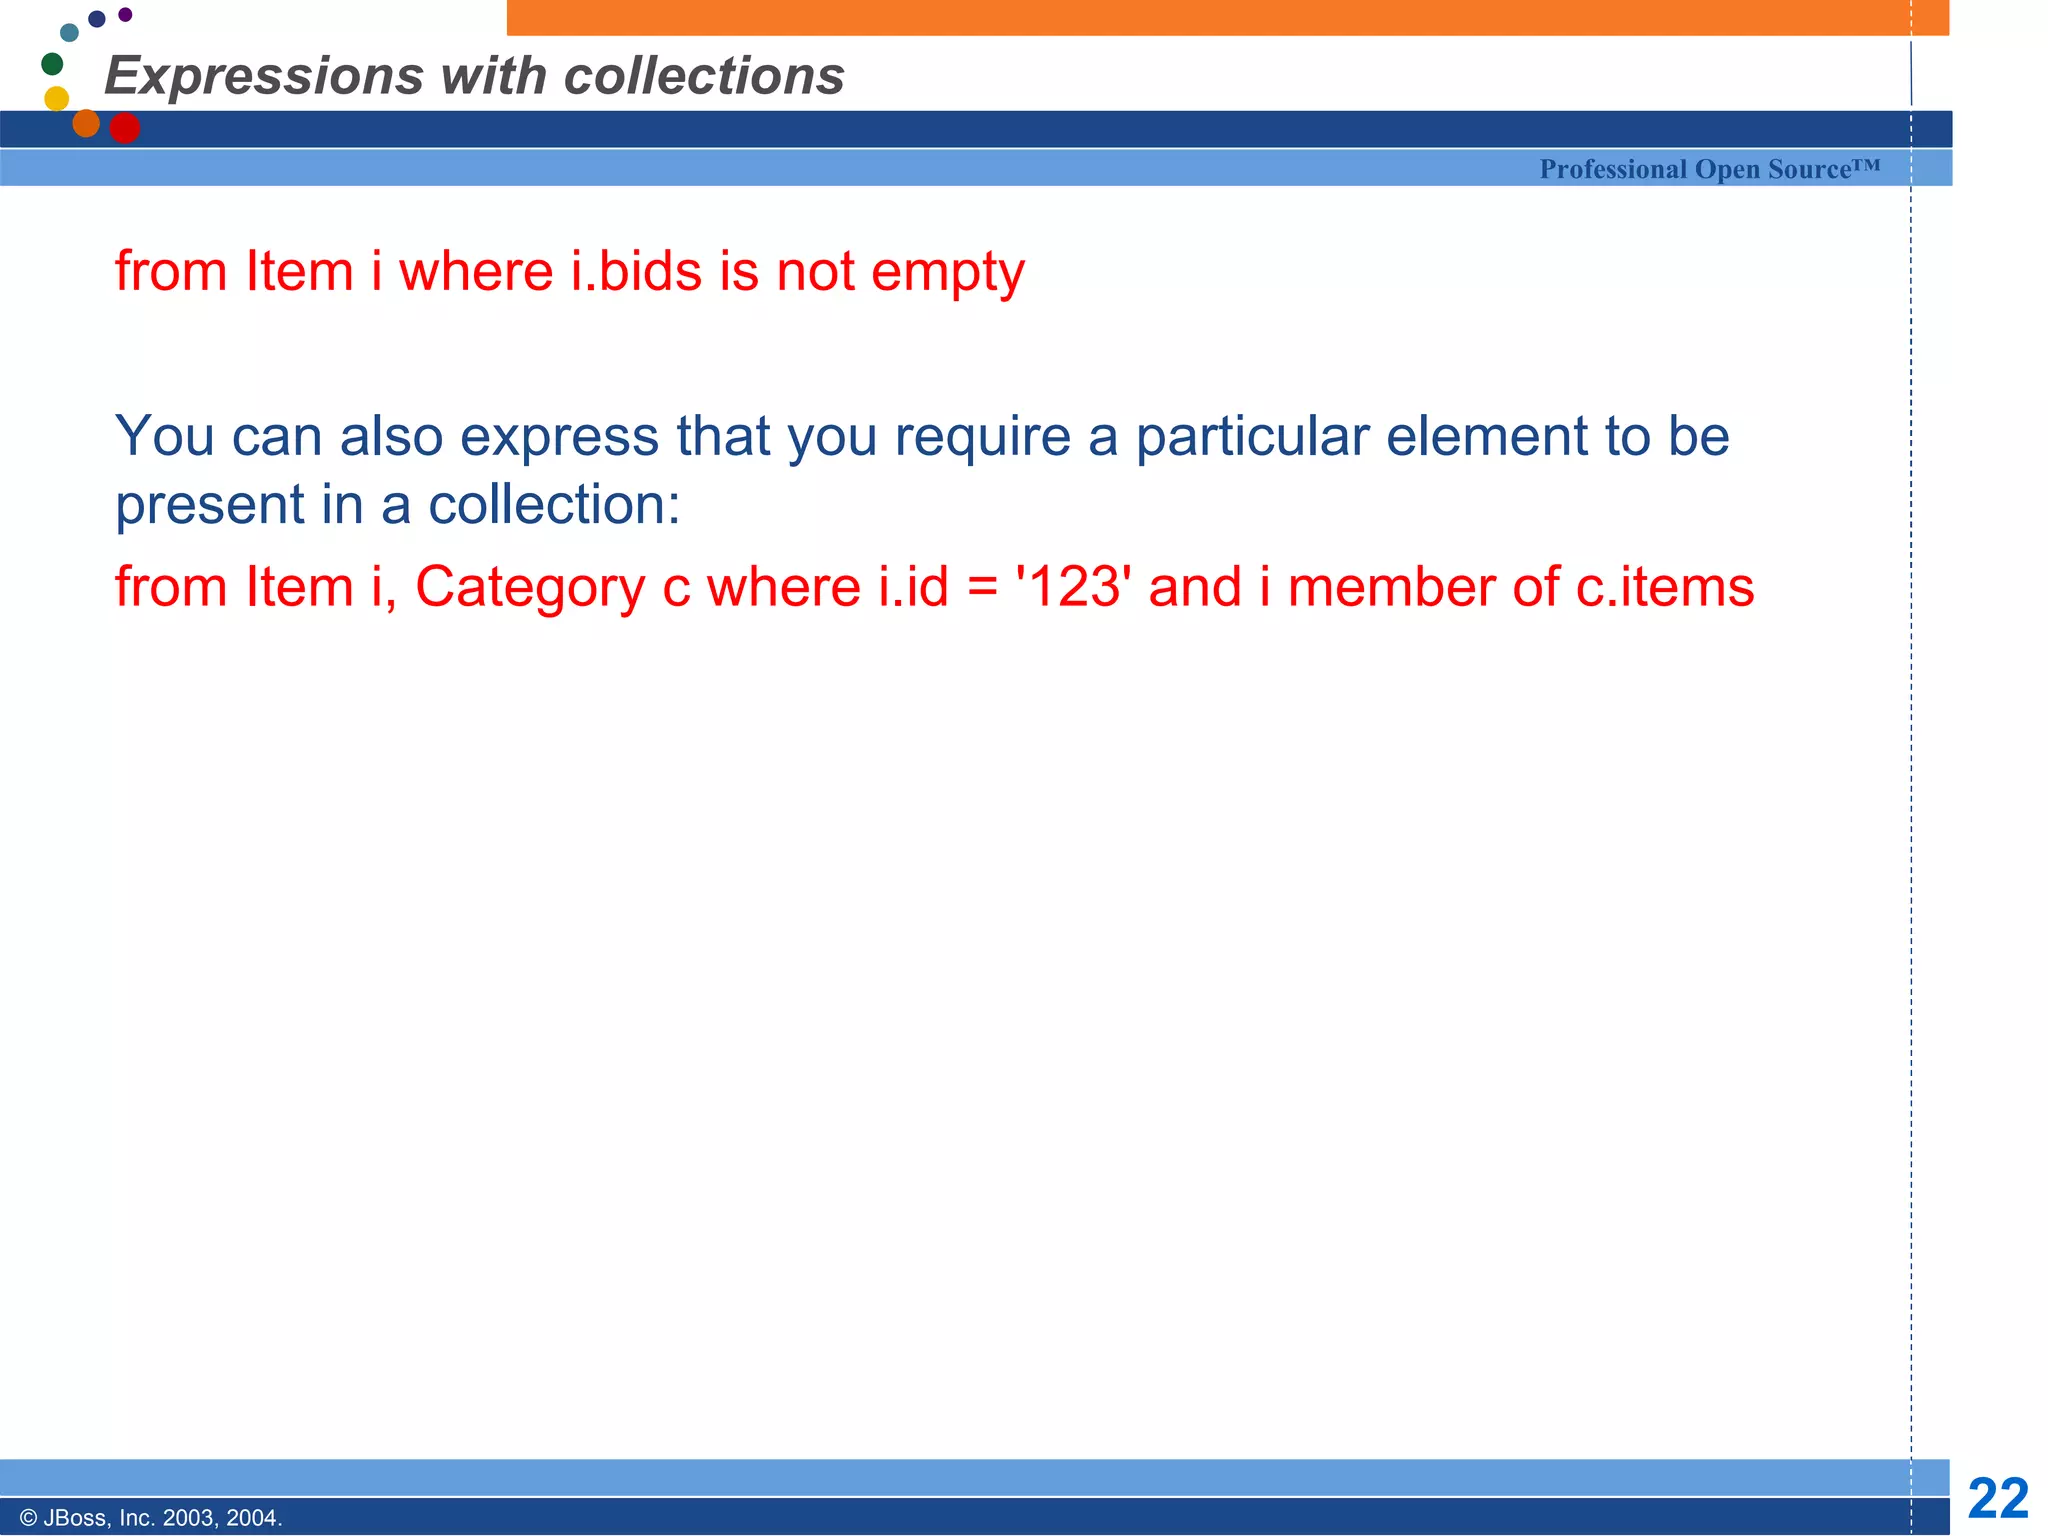 Expressions with collections
Professional Open Source™
from Item i where i.bids is not empty
You can also express that you require a particular element to be
present in a collection:
from Item i, Category c where i.id = '123' and i member of c.items
© JBoss, Inc. 2003, 2004.
22